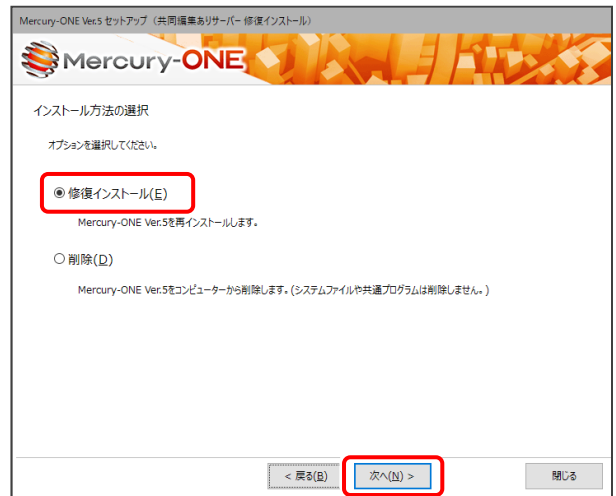 Mercury-ONE Ver.5 セットアップ（共同編集ありサーバー 修復インストール）
Mercury-ONE
インストール方法の選択
オプションを選択してください。
修復インストール(E)
Mercury-ONE Ver.5を再インストールします。
削除(D)
Mercury-ONE Ver.5をコンピューターから削除します。(システムファイルや共通プログラムは削除しません。)
< 戻る(B)
次へ(N) >
閉じる